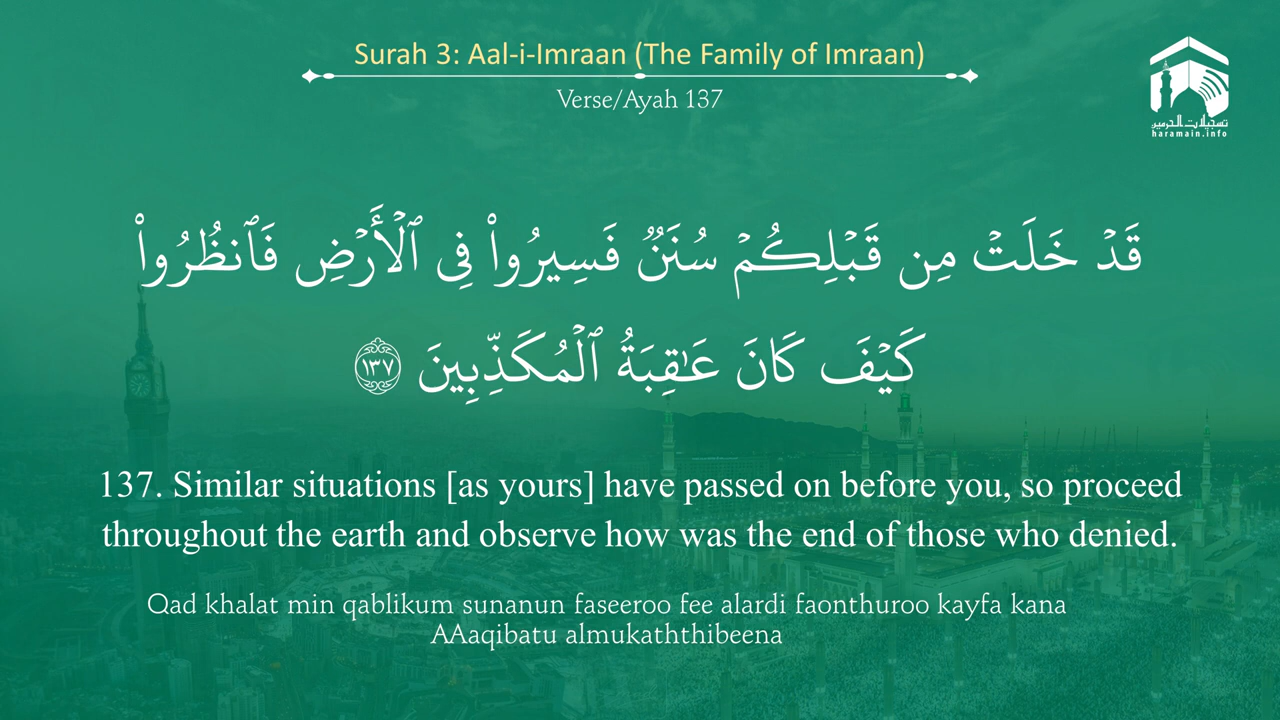 Surah 3: Aal-i-Imraan (The Family of Imraan)
Verse/Ayah 137
تسجيلات الحرمين
haramain.info
قَدۡ خَلَتۡ مِن قَبۡلِكُمۡ سُنَنٞ فَسِيرُواْ فِي ٱلۡأَرۡضِ فَٱنظُرُواْ
كَيۡفَ كَانَ عَٰقِبَةُ ٱلۡمُكَذِّبِينَ ١٣٧
137. Similar situations [as yours] have passed on before you, so proceed
throughout the earth and observe how was the end of those who denied.
Qad khalat min qablikum sunanun faseeroo fee alardi faonthuroo kayfa kana
AAaqibatu almukaththibeena